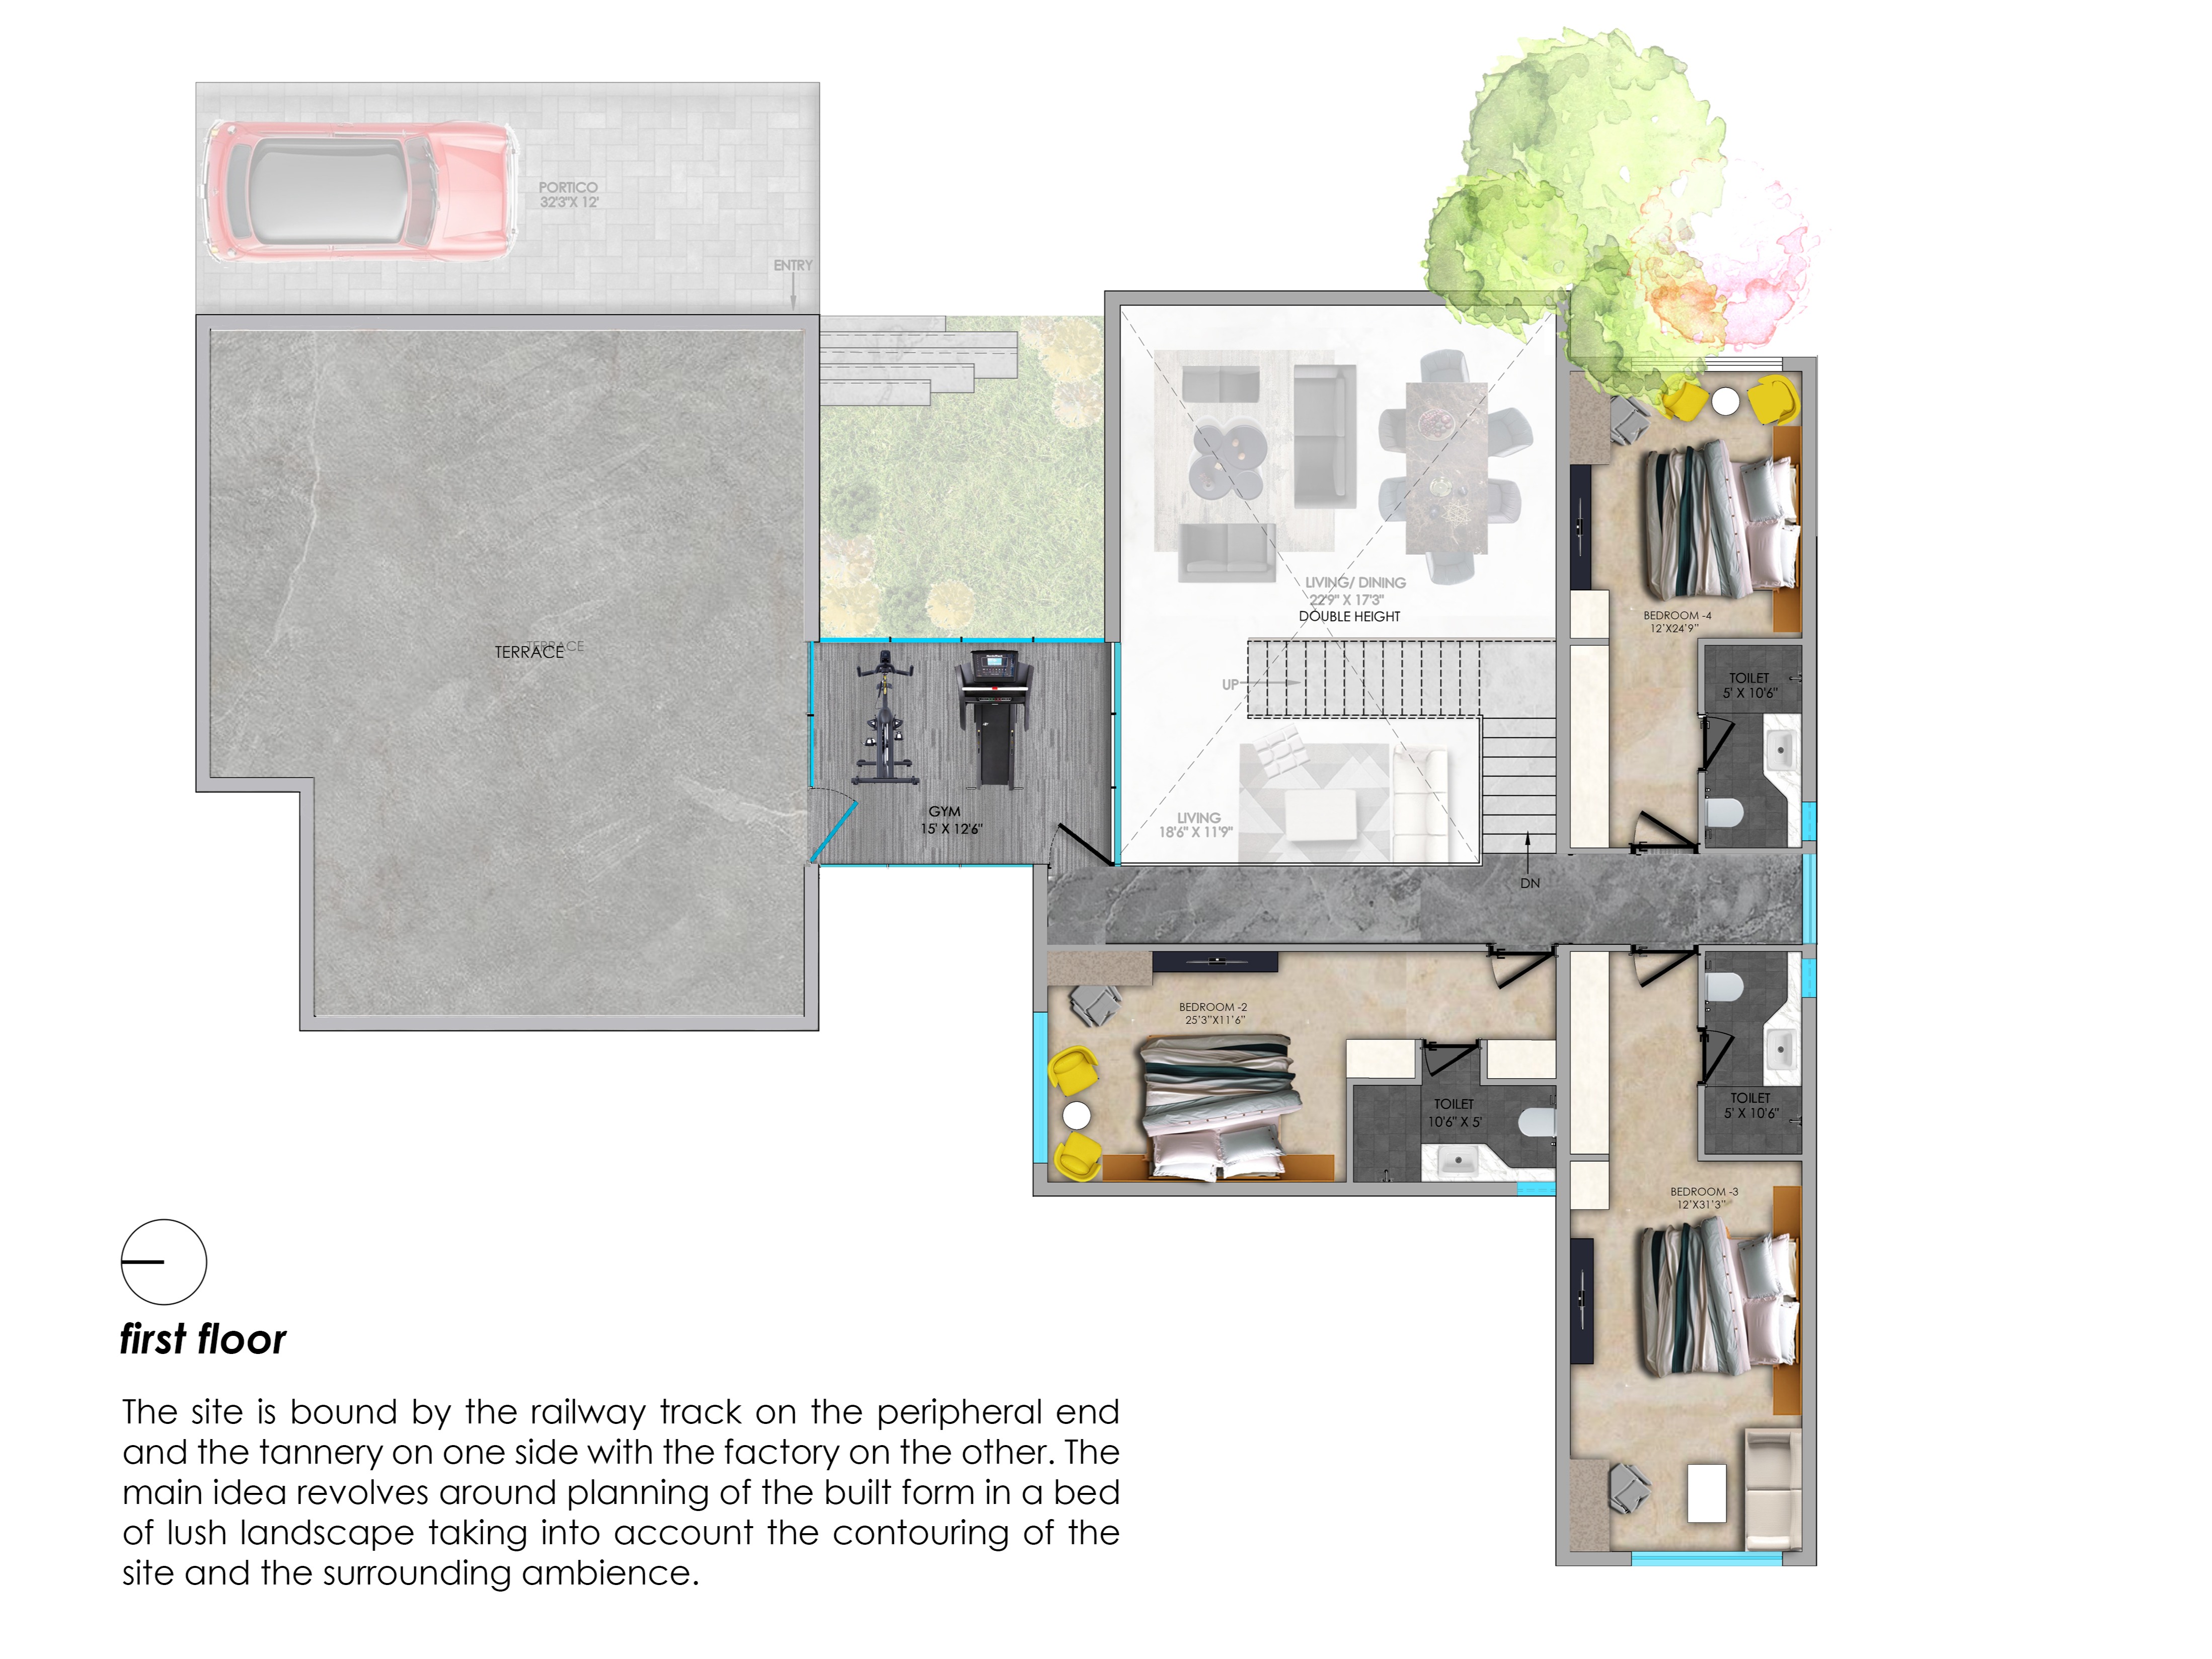 PORTICO
32'3"X 12'
ENTRY
LIVING/ DINING
22'9" X 17'3"
DOUBLE HEIGHT
BEDROOM -4
12'X24'9"
TERRACE
TERRACE
UP
TOILET
5' X 10'6"
GYM
15' X 12'6"
LIVING
18'6" X 11'9"
DN
BEDROOM -2
25'3"X11'6"
TOILET
10'6" X 5'
TOILET
5' X 10'6"
BEDROOM -3
12'X31'3"
first floor
The site is bound by the railway track on the peripheral end
and the tannery on one side with the factory on the other. The
main idea revolves around planning of the built form in a bed
of lush landscape taking into account the contouring of the
site and the surrounding ambience.